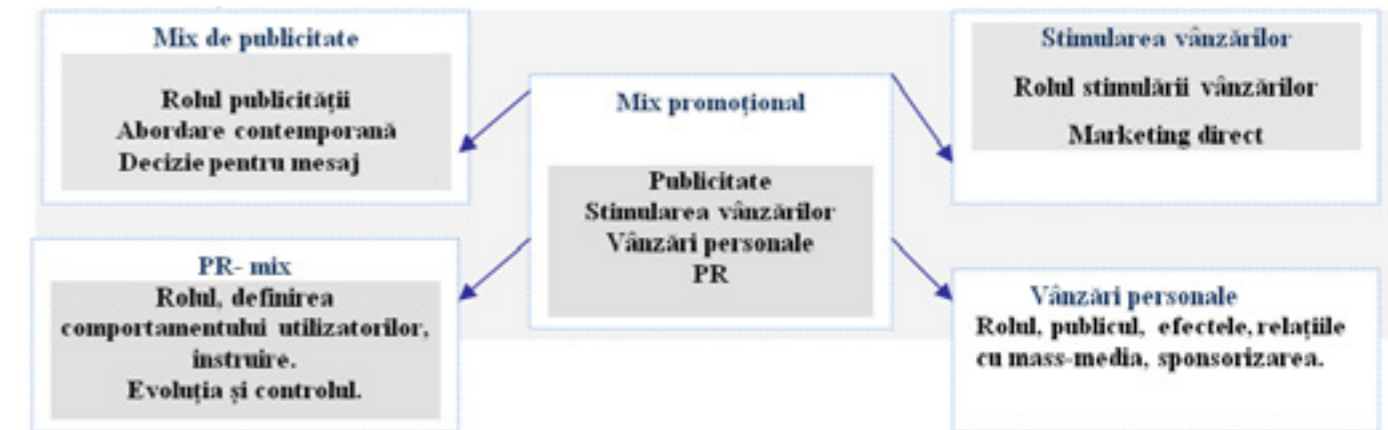 Mix de publicitate
Rolul publicității
Abordare contemporană
Decizie pentru mesaj
PR- mix
Rolul, definirea
comportamentului utilizatorilor,
instruire.
Evoluția și controlul.
Mix promoțional
Publicitate
Stimularea vânzărilor
Vânzări personale
PR
Stimularea vânzărilor
Rolul stimulării vânzărilor
Marketing direct
Vânzări personale
Rolul, publicul, efectele, relațiile
cu mass-media, sponsorizarea.